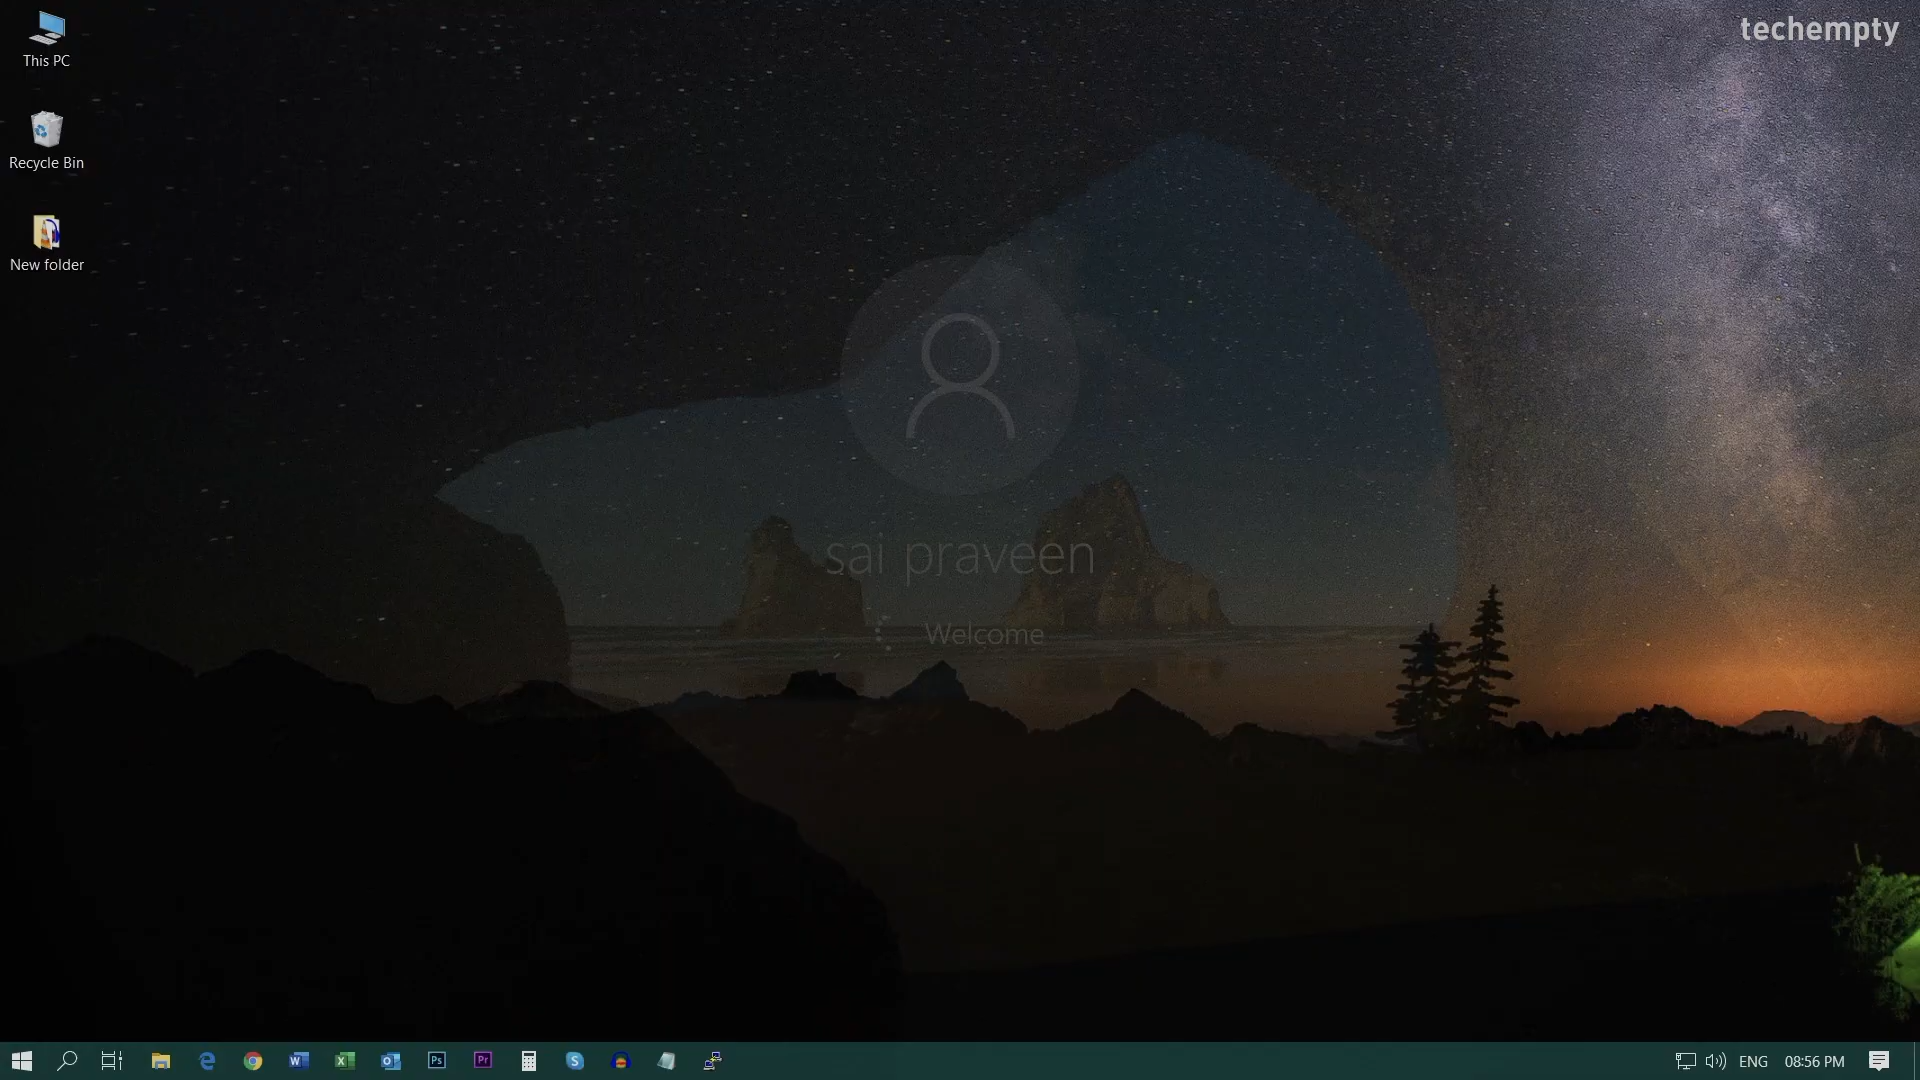 techempty
This PC
Recycle Bin
New folder
sai praveen
Welcome
ENG
08:56 PM